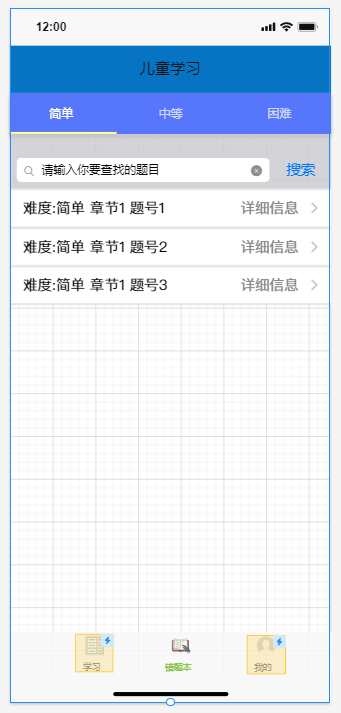 12:00
儿童学习
简单 中等 困难
请输入你要查找的题目 搜索
难度:简单 章节1 题号1 详细信息
难度:简单 章节1 题号2 详细信息
难度:简单 章节1 题号3 详细信息
学习 错题本 我的